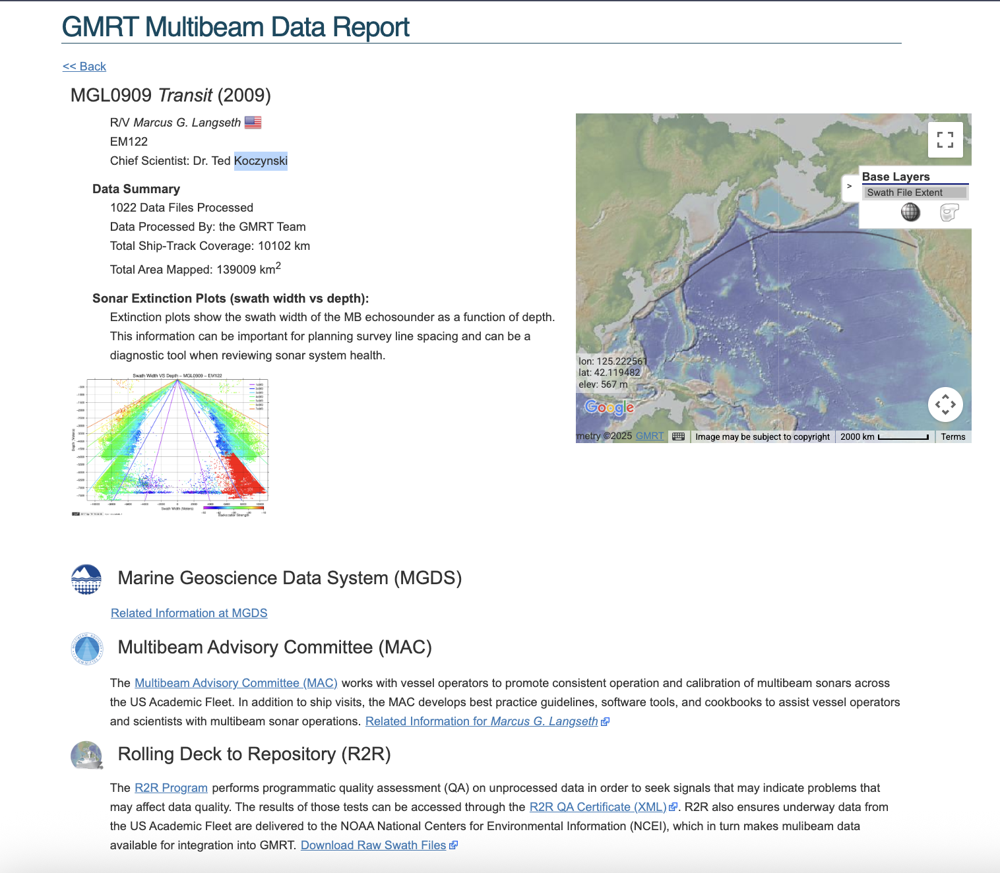 GMRT Multibeam Data Report
<< Back
MGL0909 Transit (2009)
R/V Marcus G. Langseth
EM122
Chief Scientist: Dr. Ted Koczynski
Data Summary
1022 Data Files Processed
Data Processed By: the GMRT Team
Total Ship-Track Coverage: 10102 km
Total Area Mapped: 139009 km2
Sonar Extinction Plots (swath width vs depth):
Extinction plots show the swath width of the MB echosounder as a function of depth.
This information can be important for planning survey line spacing and can be a
diagnostic tool when reviewing sonar system health.
Swath Width VS Depth – MGL0909 – EM122
Depth (Meters)
Swath Width (Meters)
Backscatter Strength
Base Layers
>
Swath File Extent
lon: 125.222561
lat: 42.119482
elev: 567 m
Google
metry ©2025 GMRT
Image may be subject to copyright
2000 km
Terms
Marine Geoscience Data System (MGDS)
Related Information at MGDS
Multibeam Advisory Committee (MAC)
The Multibeam Advisory Committee (MAC) works with vessel operators to promote consistent operation and calibration of multibeam sonars across
the US Academic Fleet. In addition to ship visits, the MAC develops best practice guidelines, software tools, and cookbooks to assist vessel operators
and scientists with multibeam sonar operations. Related Information for Marcus G. Langseth
Rolling Deck to Repository (R2R)
The R2R Program performs programmatic quality assessment (QA) on unprocessed data in order to seek signals that may indicate problems that
may affect data quality. The results of those tests can be accessed through the R2R QA Certificate (XML). R2R also ensures underway data from
the US Academic Fleet are delivered to the NOAA National Centers for Environmental Information (NCEI), which in turn makes mulibeam data
available for integration into GMRT. Download Raw Swath Files